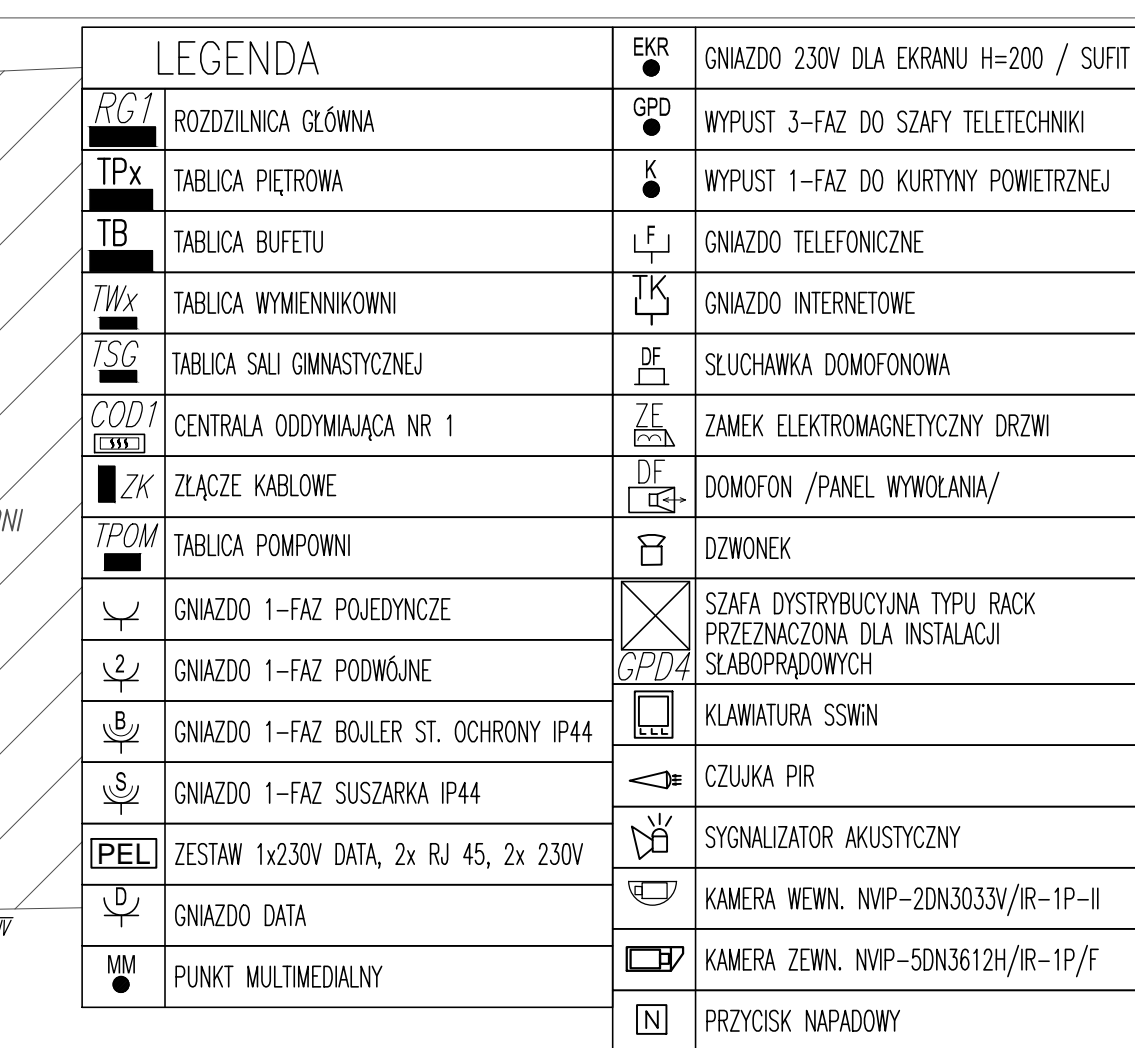 LEGENDA
RG1 ROZDZILNICA GŁÓWNA
TPx TABLICA PIĘTROWA
TB TABLICA BUFETU
TWx TABLICA WYMIENNIKOWNI
TSG TABLICA SALI GIMNASTYCZNEJ
COD1 CENTRALA ODDYMIAJĄCA NR 1
ZK ZŁĄCZE KABLOWE
TPOM TABLICA POMPOWNI
GNIAZDO 1-FAZ POJEDYNCZE
2 GNIAZDO 1-FAZ PODWÓJNE
B GNIAZDO 1-FAZ BOJLER ST. OCHRONY IP44
S GNIAZDO 1-FAZ SUSZARKA IP44
PEL ZESTAW 1x230V DATA, 2x RJ 45, 2x 230V
D GNIAZDO DATA
MM PUNKT MULTIMEDIALNY
EKR GNIAZDO 230V DLA EKRANU H=200 / SUFIT
GPD WYPUST 3-FAZ DO SZAFY TELETECHNIKI
K WYPUST 1-FAZ DO KURTYNY POWIETRZNEJ
F GNIAZDO TELEFONICZNE
TK GNIAZDO INTERNETOWE
DF SŁUCHAWKA DOMOFONOWA
ZE ZAMEK ELEKTROMAGNETYCZNY DRZWI
DF DOMOFON /PANEL WYWOŁANIA/
DZWONEK
SZAFA DYSTRYBUCYJNA TYPU RACK
PRZEZNACZONA DLA INSTALACJI
GPD4 SŁABOPRĄDOWYCH
KLAWIATURA SSWiN
CZUJKA PIR
SYGNALIZATOR AKUSTYCZNY
KAMERA WEWN. NVIP-2DN3033V/IR-1P-II
KAMERA ZEWN. NVIP-5DN3612H/IR-1P/F
N PRZYCISK NAPADOWY